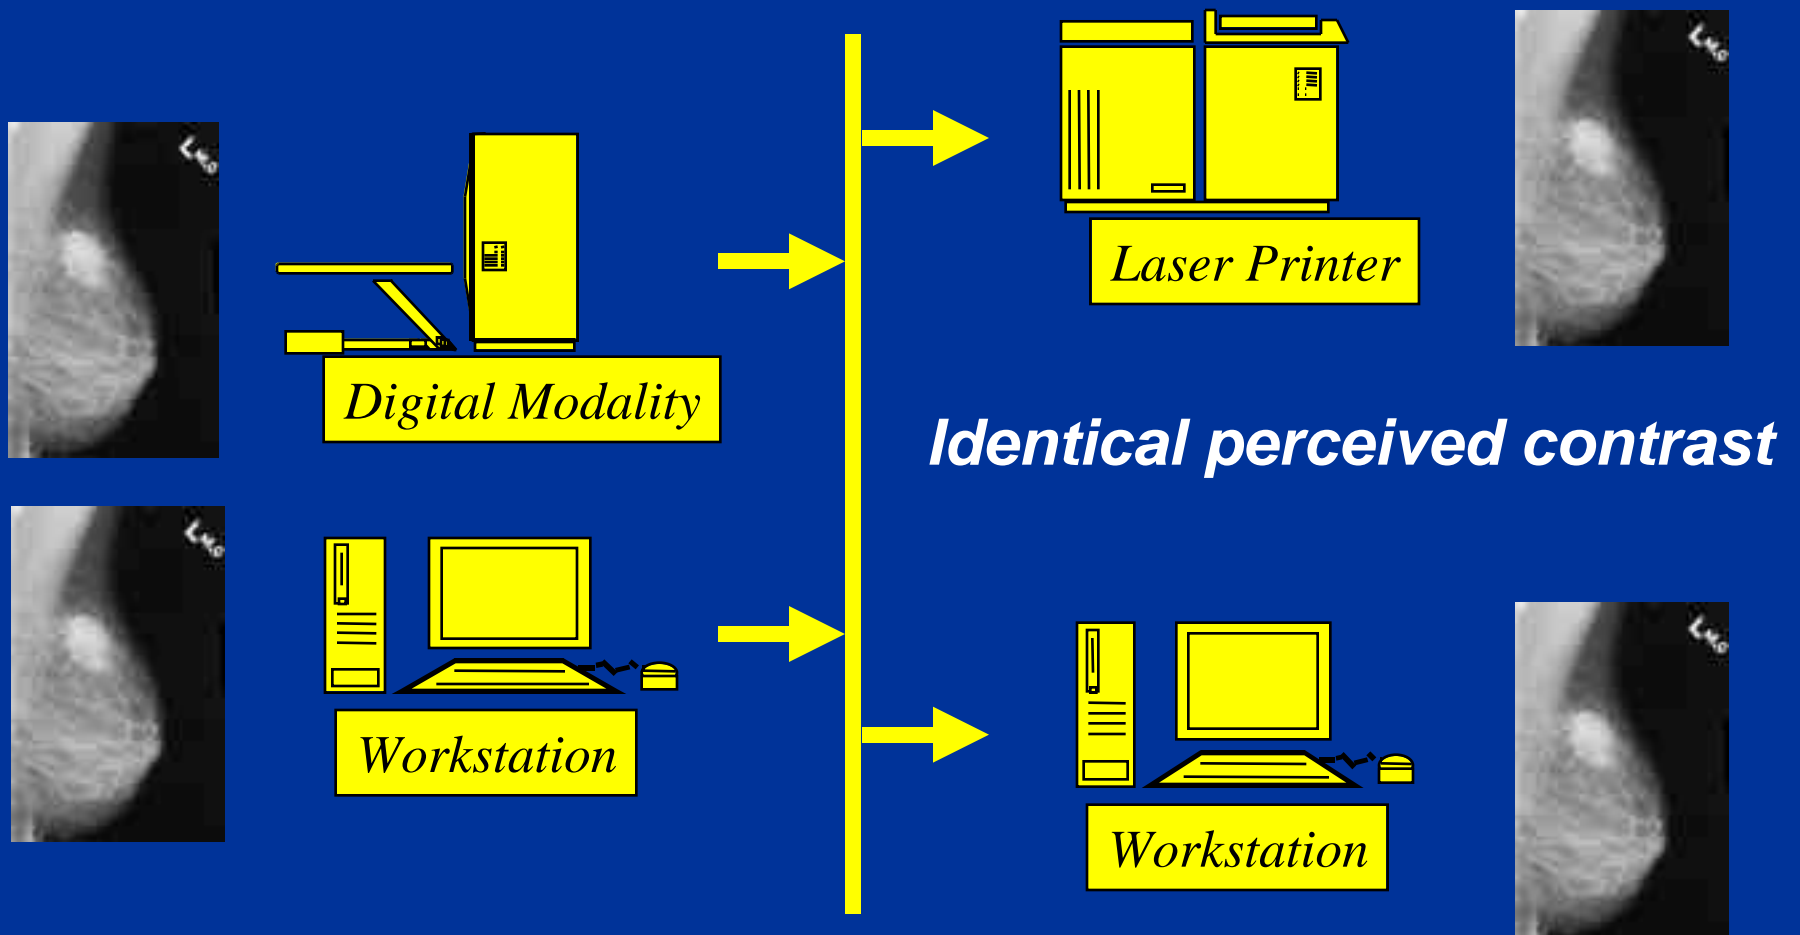 Laser Printer
Digital Modality
Identical perceived contrast
Workstation
Workstation